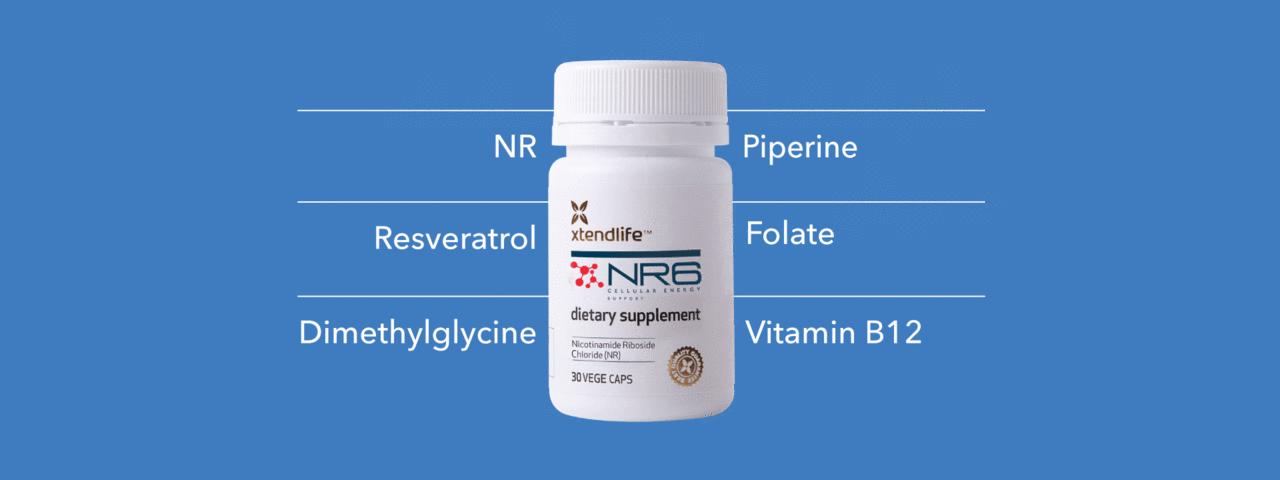 NR
Resveratrol
Dimethylglycine
xtendlife™
NR6
CELLULAR ENERGY
SUPPORT
dietary supplement
Nicotinamide Riboside
Chloride (NR)
30 VEGE CAPS
Piperine
Folate
Vitamin B12